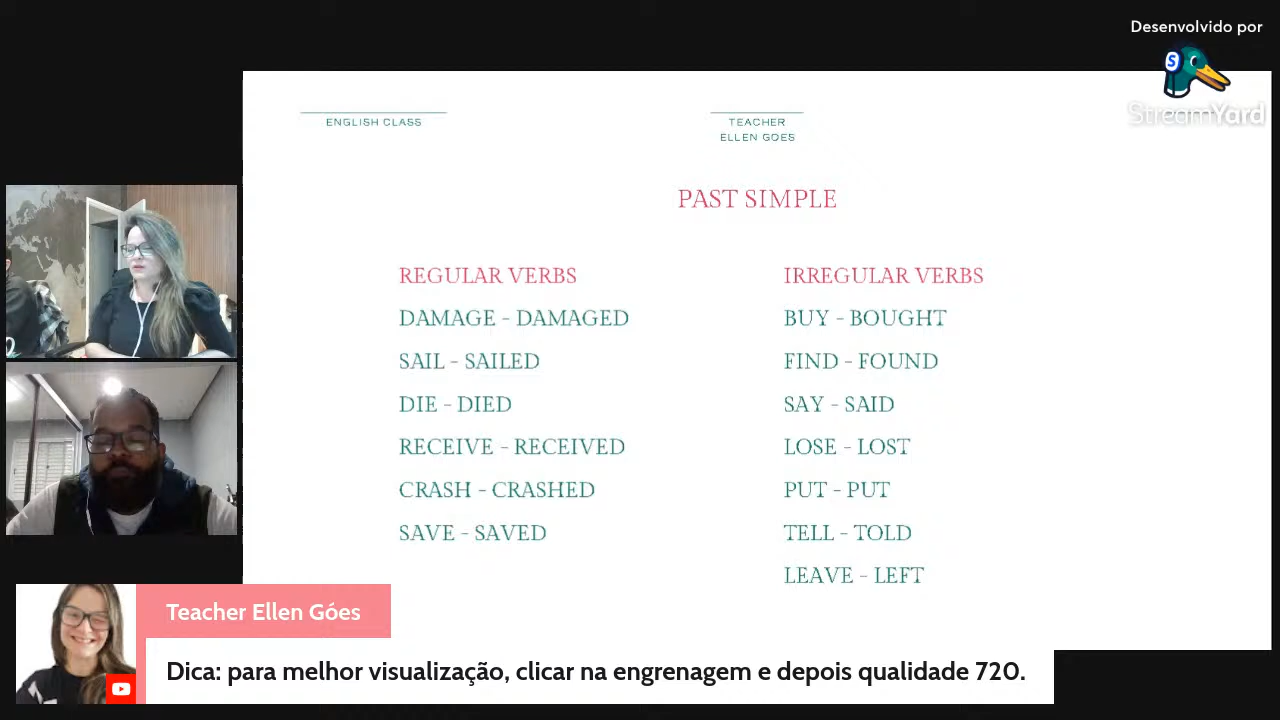 Desenvolvido por
StreamYard
ENGLISH CLASS
TEACHER
ELLEN GÓES
PAST SIMPLE
REGULAR VERBS
DAMAGE - DAMAGED
SAIL - SAILED
DIE - DIED
RECEIVE - RECEIVED
CRASH - CRASHED
SAVE - SAVED
IRREGULAR VERBS
BUY - BOUGHT
FIND - FOUND
SAY - SAID
LOSE - LOST
PUT - PUT
TELL - TOLD
LEAVE - LEFT
Teacher Ellen Góes
Dica: para melhor visualização, clicar na engrenagem e depois qualidade 720.